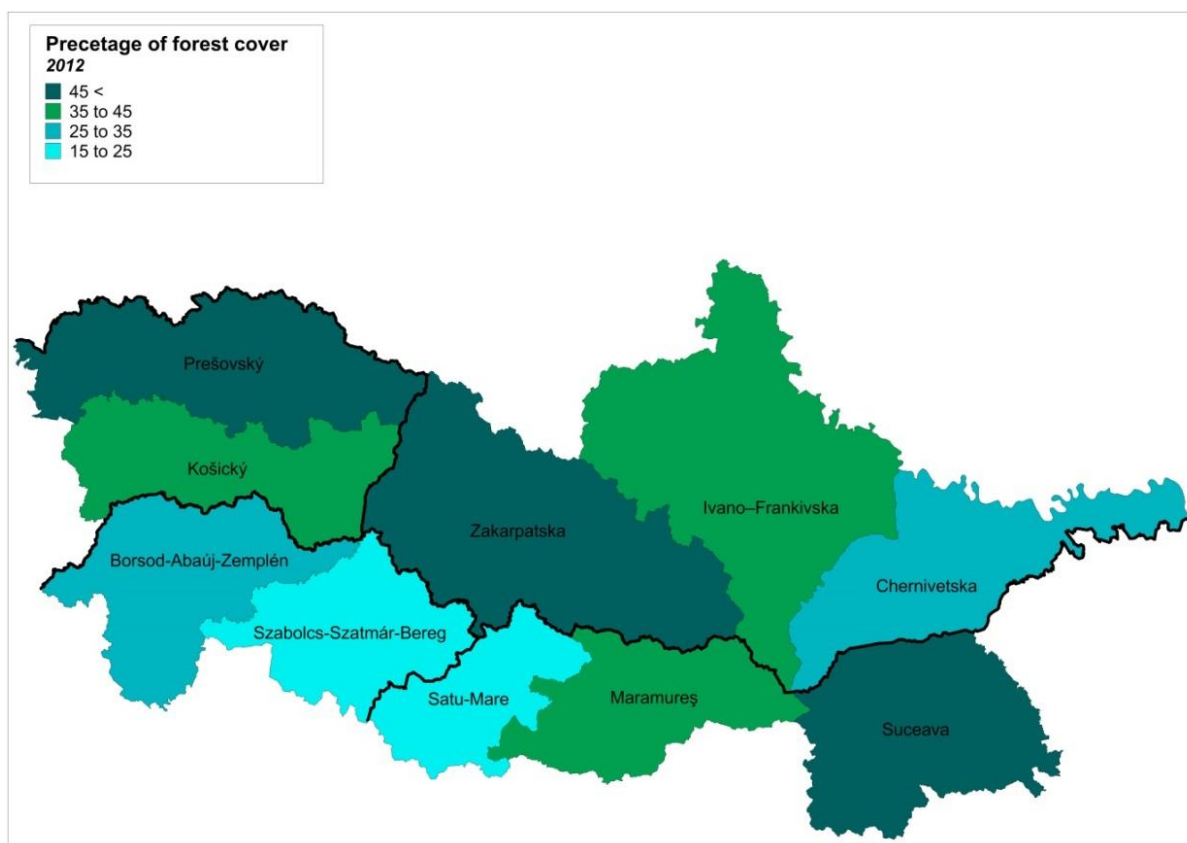 Precetage of forest cover
2012
45 <
35 to 45
25 to 35
15 to 25
Prešovský
Košický
Ivano–Frankivska
Zakarpatska
Borsod-Abaúj-Zemplén
Chernivetska
Szabolcs-Szatmár-Bereg
Satu-Mare
Maramureş
Suceava